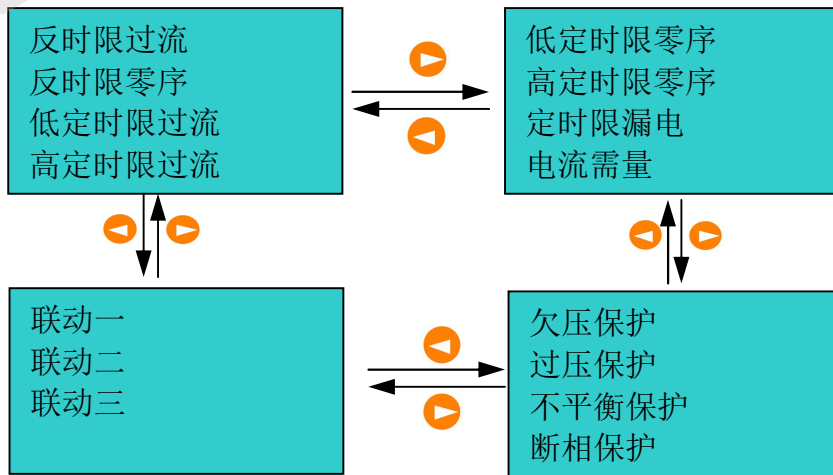 反时限过流
反时限零序
低定时限过流
高定时限过流
低定时限零序
高定时限零序
定时限漏电
电流需量
联动一
联动二
联动三
欠压保护
过压保护
不平衡保护
断相保护